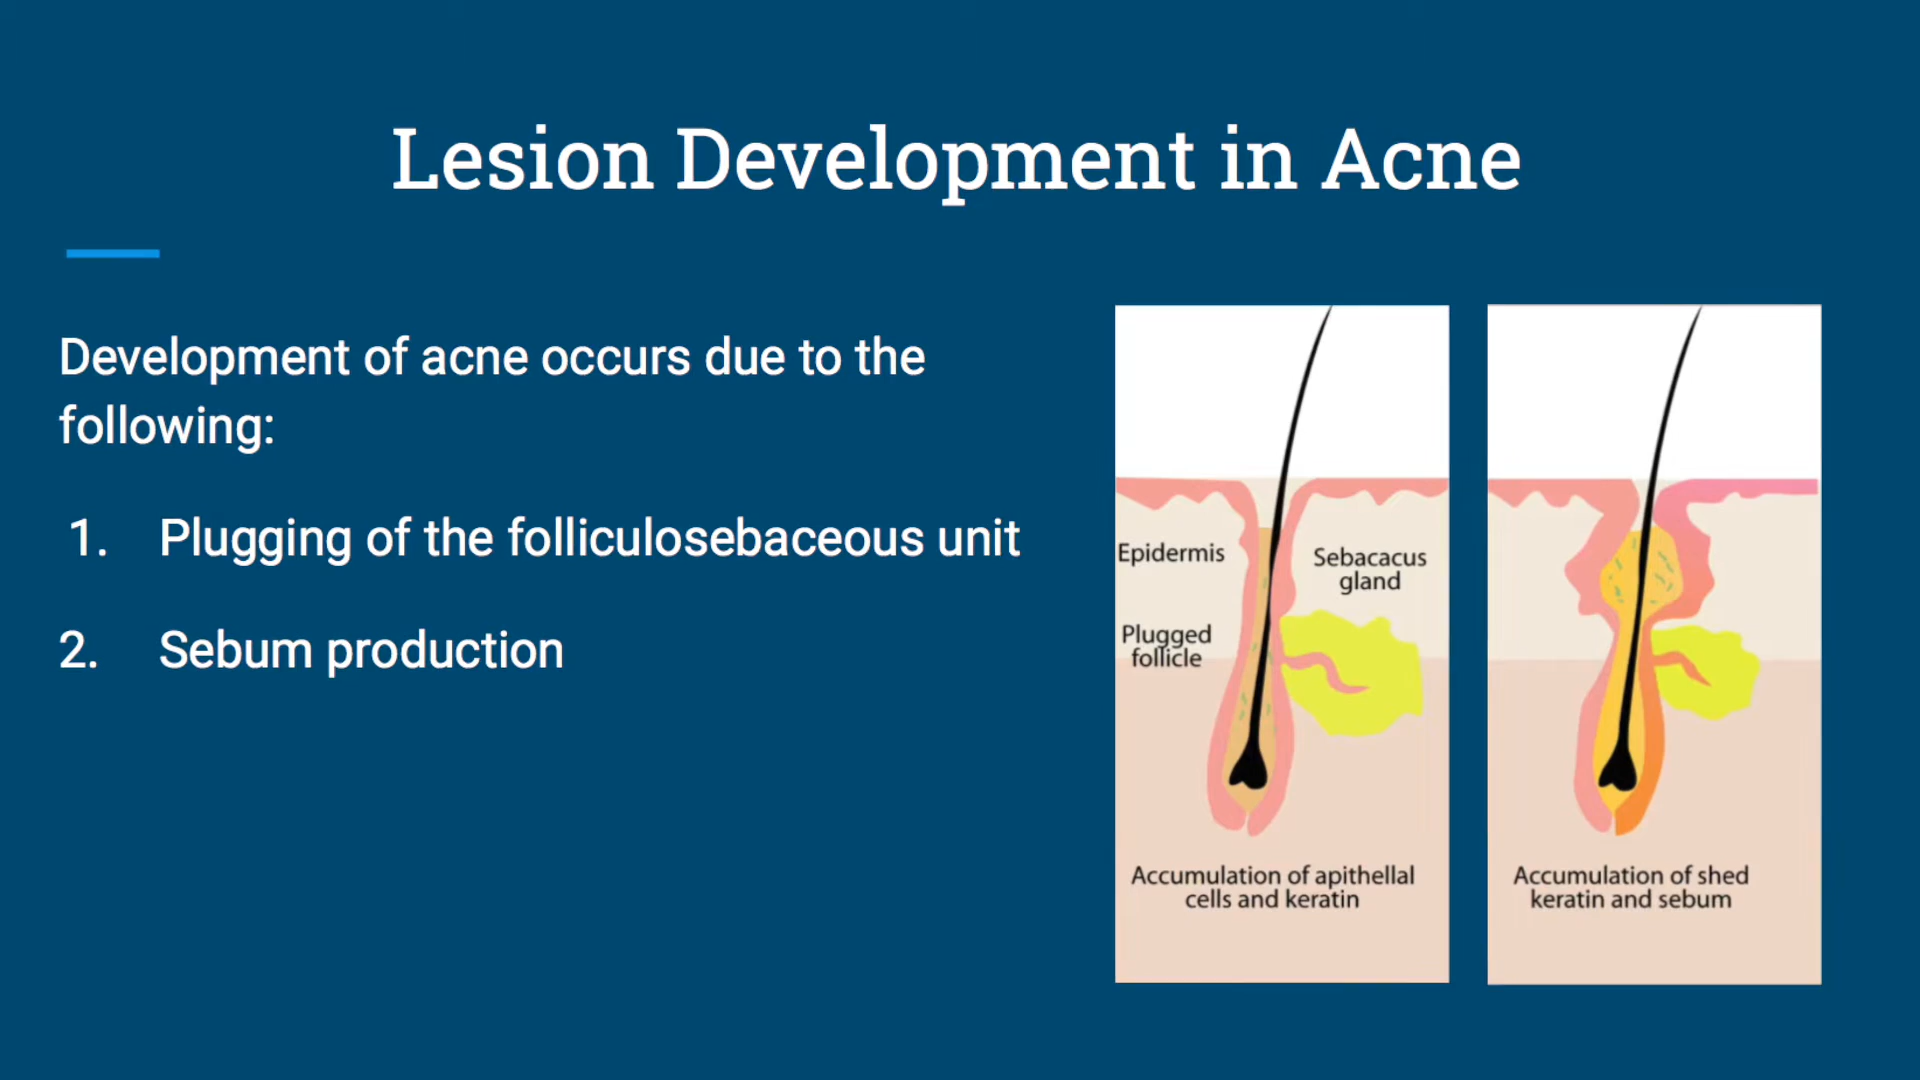 Lesion Development in Acne
Development of acne occurs due to the
following:
1. Plugging of the folliculosebaceous unit
2. Sebum production
Epidermis
Sebacacus
gland
Plugged
follicle
Accumulation of apithellal
cells and keratin
Accumulation of shed
keratin and sebum